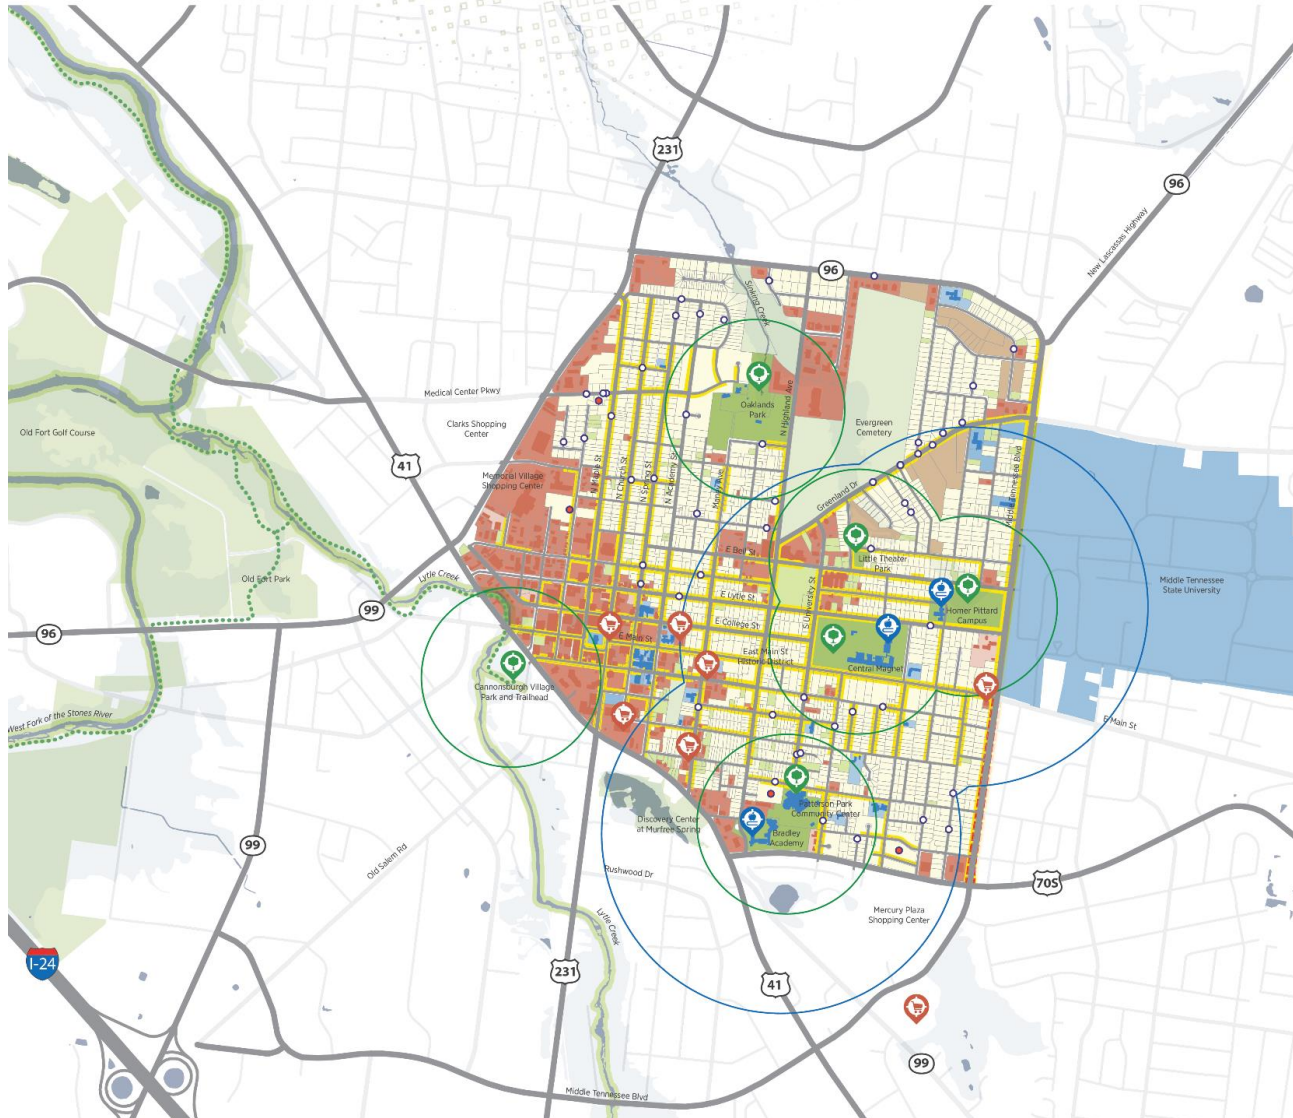 231
96
New Lascassas Highway
96
Sinking Creek
Medical Center Pkwy
Oaklands
Park
N Highland Ave
Clarks Shopping
Center
Evergreen
Cemetery
Old Fort Golf Course
41
Memorial Village
Shopping Center
N Maple St
N Church St
N Spring St
N Academy St
Maney Ave
Greenland Dr
Middle Tennessee Blvd
E Bell St
Little Theater
Park
Old Fort Park
Lytle Creek
Middle Tennessee
State University
99
E Lytle St
S University St
Homer Pittard
Campus
96
E College St
E Main St
East Main St
Historic District
Central Magnet
Cannonsburgh Village
Park and Trailhead
West Fork of the Stones River
E Main St
Patterson Park
Community Center
Discovery Center
at Murfree Spring
Bradley
Academy
99
Old Salem Rd
Rushwood Dr
70S
Mercury Plaza
Shopping Center
Lytle Creek
I-24
231
41
99
Middle Tennessee Blvd